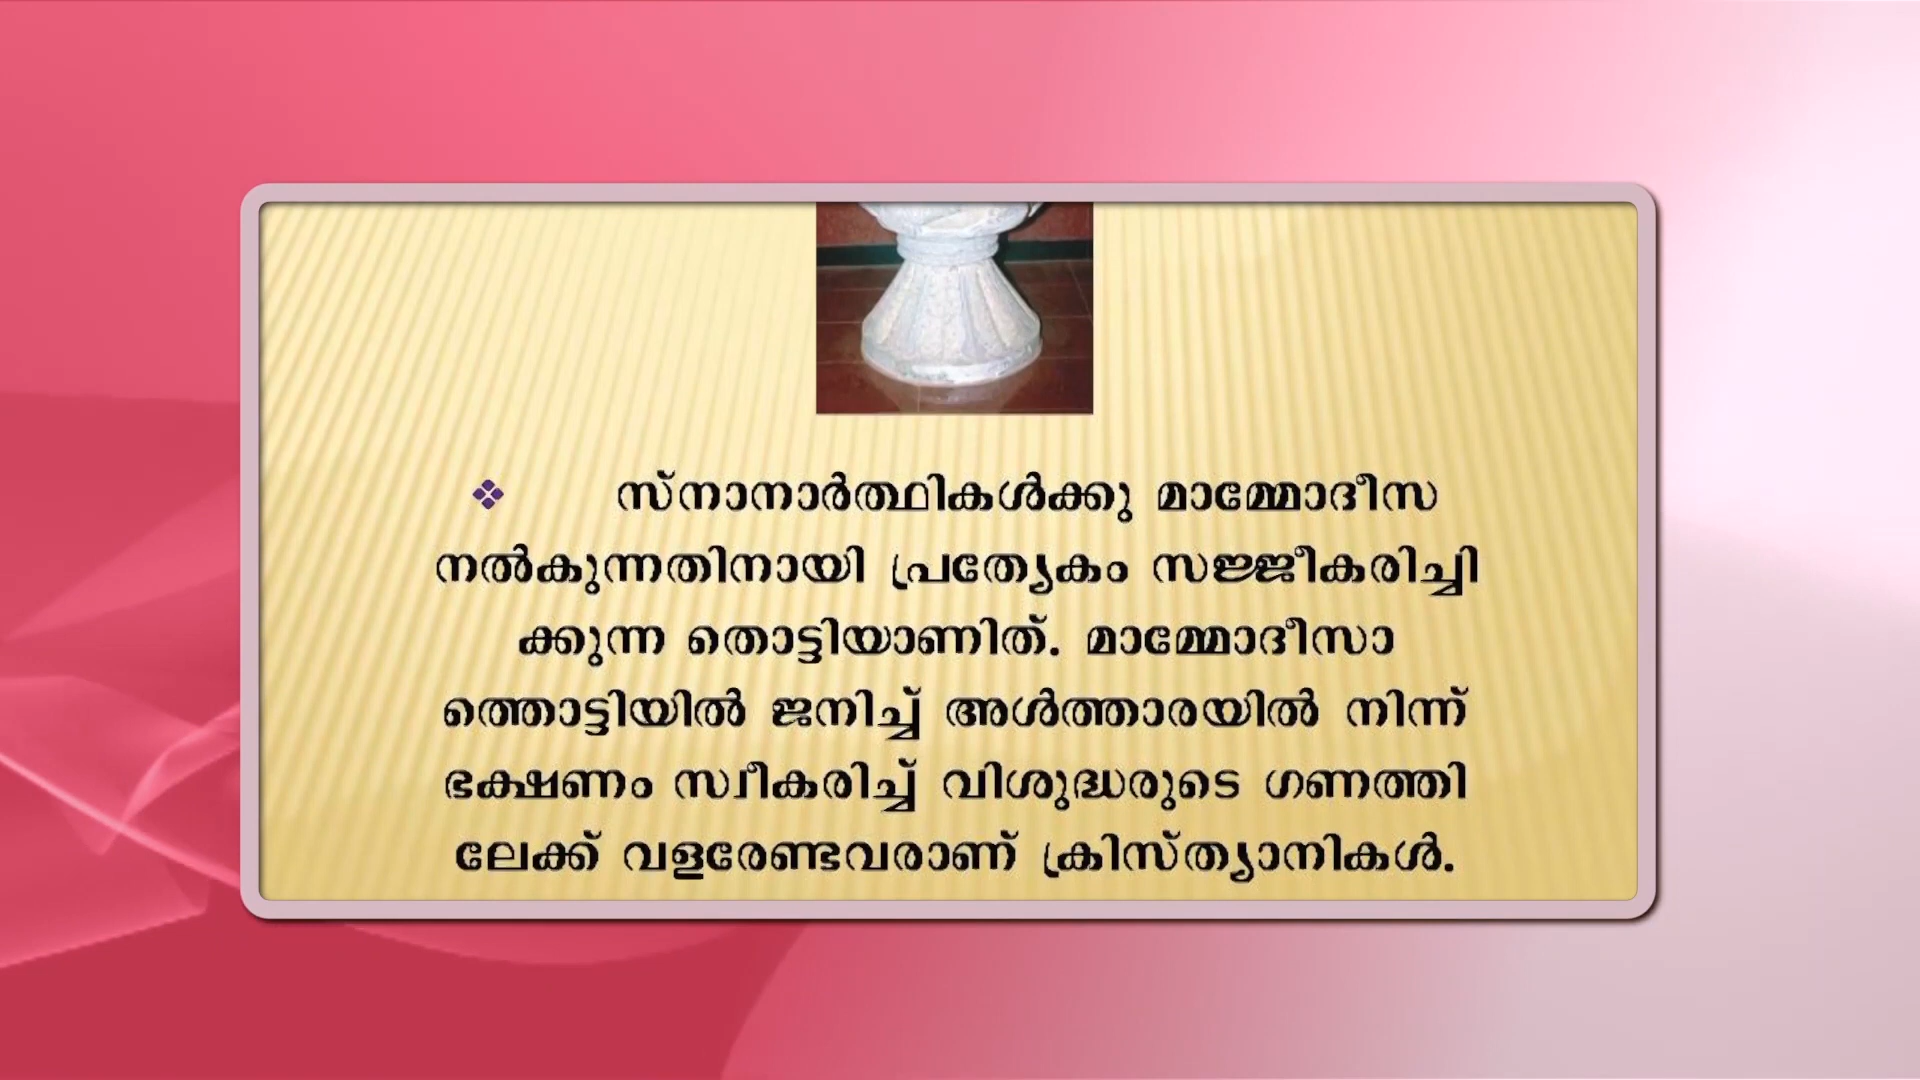 ❖ സ്നാനാർത്ഥികൾക്കു മാമ്മോദീസ
നൽകുന്നതിനായി പ്രത്യേകം സജ്ജീകരിച്ചി
ക്കുന്ന തൊട്ടിയാണിത്. മാമ്മോദീസാ
ത്തൊട്ടിയിൽ ജനിച്ച് അൾത്താരയിൽ നിന്ന്
ഭക്ഷണം സ്വീകരിച്ച് വിശുദ്ധരുടെ ഗണത്തി
ലേക്ക് വളരേണ്ടവരാണ് ക്രിസ്ത്യാനികൾ.